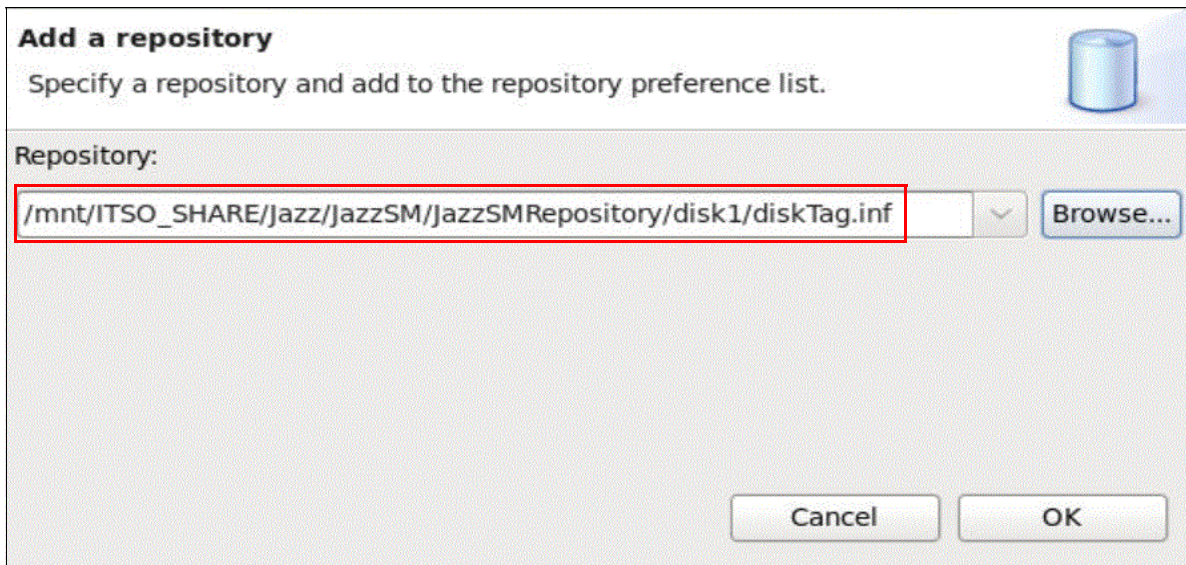 Add a repository
Specify a repository and add to the repository preference list.
Repository:
/mnt/ITSO_SHARE/Jazz/JazzSM/JazzSMRepository/disk1/diskTag.inf
Browse...
Cancel
OK